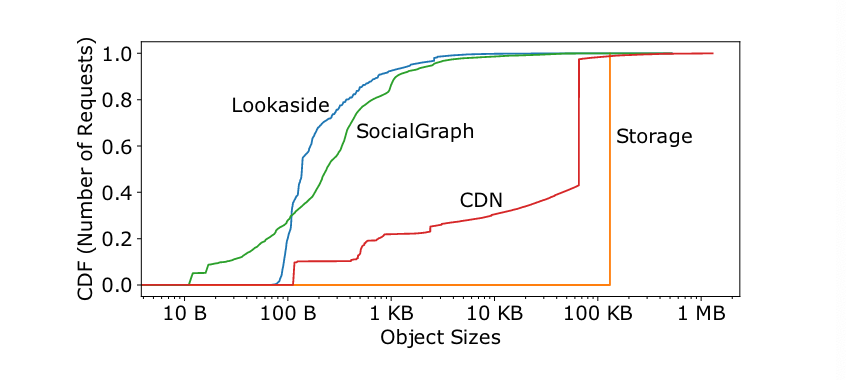 CDF (Number of Requests)
1.0
0.8
0.6
0.4
0.2
0.0
Lookaside
SocialGraph
Storage
CDN
10 B
100 B
1 KB
10 KB
100 KB
1 MB
Object Sizes